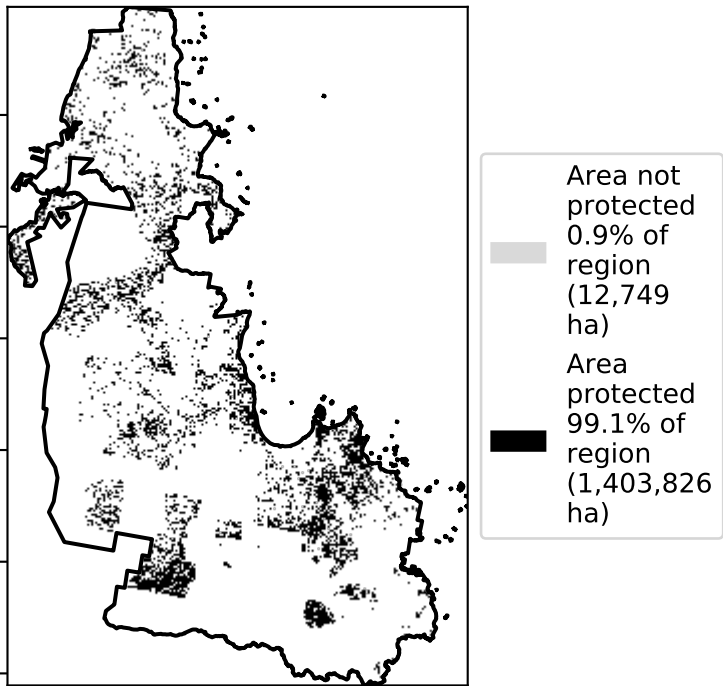 Area not
protected
0.9% of
region
(12,749
ha)
Area
protected
99.1% of
region
(1,403,826
ha)